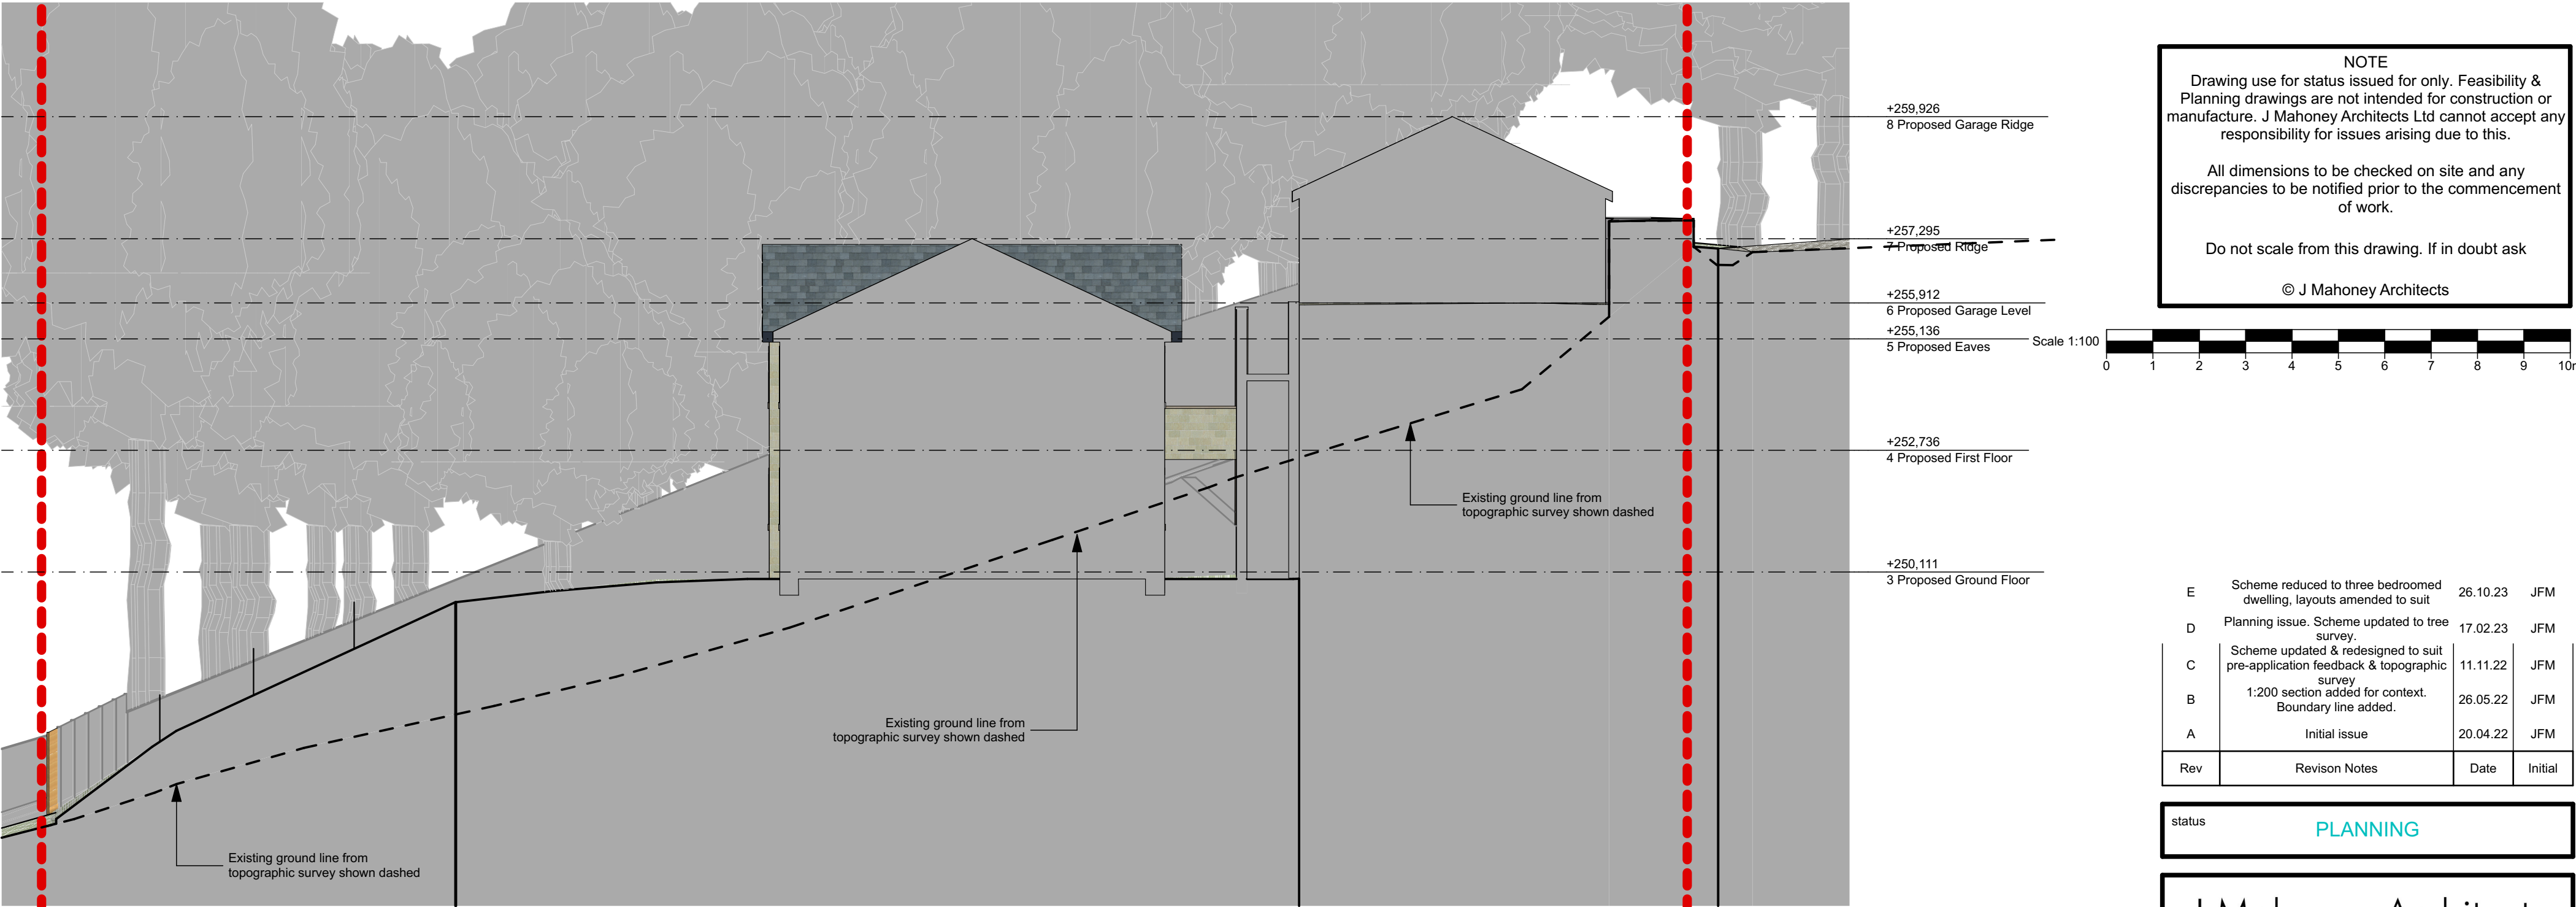 +259,926
8 Proposed Garage Ridge
+257,295
7 Proposed Ridge
+255,912
6 Proposed Garage Level
+255,136
5 Proposed Eaves
+252,736
4 Proposed First Floor
+250,111
3 Proposed Ground Floor
Existing ground line from
topographic survey shown dashed
Existing ground line from
topographic survey shown dashed
Existing ground line from
topographic survey shown dashed
NOTE
Drawing use for status issued for only. Feasibility &
Planning drawings are not intended for construction or
manufacture. J Mahoney Architects Ltd cannot accept any
responsibility for issues arising due to this.
All dimensions to be checked on site and any
discrepancies to be notified prior to the commencement
of work.
Do not scale from this drawing. If in doubt ask
© J Mahoney Architects
Scale 1:100
0 1 2 3 4 5 6 7 8 9 10
E Scheme reduced to three bedroomed 26.10.23 JFM
dwelling, layouts amended to suit
D Planning issue. Scheme updated to tree 17.02.23 JFM
survey.
C Scheme updated & redesigned to suit 11.11.22 JFM
pre-application feedback & topographic
survey
B 1:200 section added for context. 26.05.22 JFM
Boundary line added.
A Initial issue 20.04.22 JFM
Rev Revison Notes Date Initial
status PLANNING